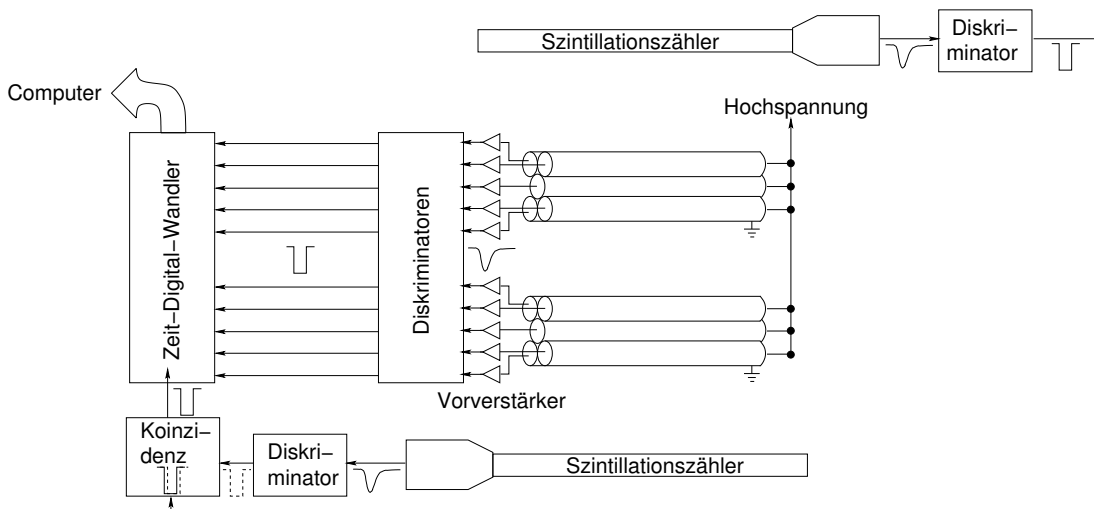 Szintillationszähler
Diskri–
minator
Computer
Hochspannung
Zeit–Digital–Wandler
Diskriminatoren
Vorverstärker
Koinzi–
denz
Diskri–
minator
Szintillationszähler